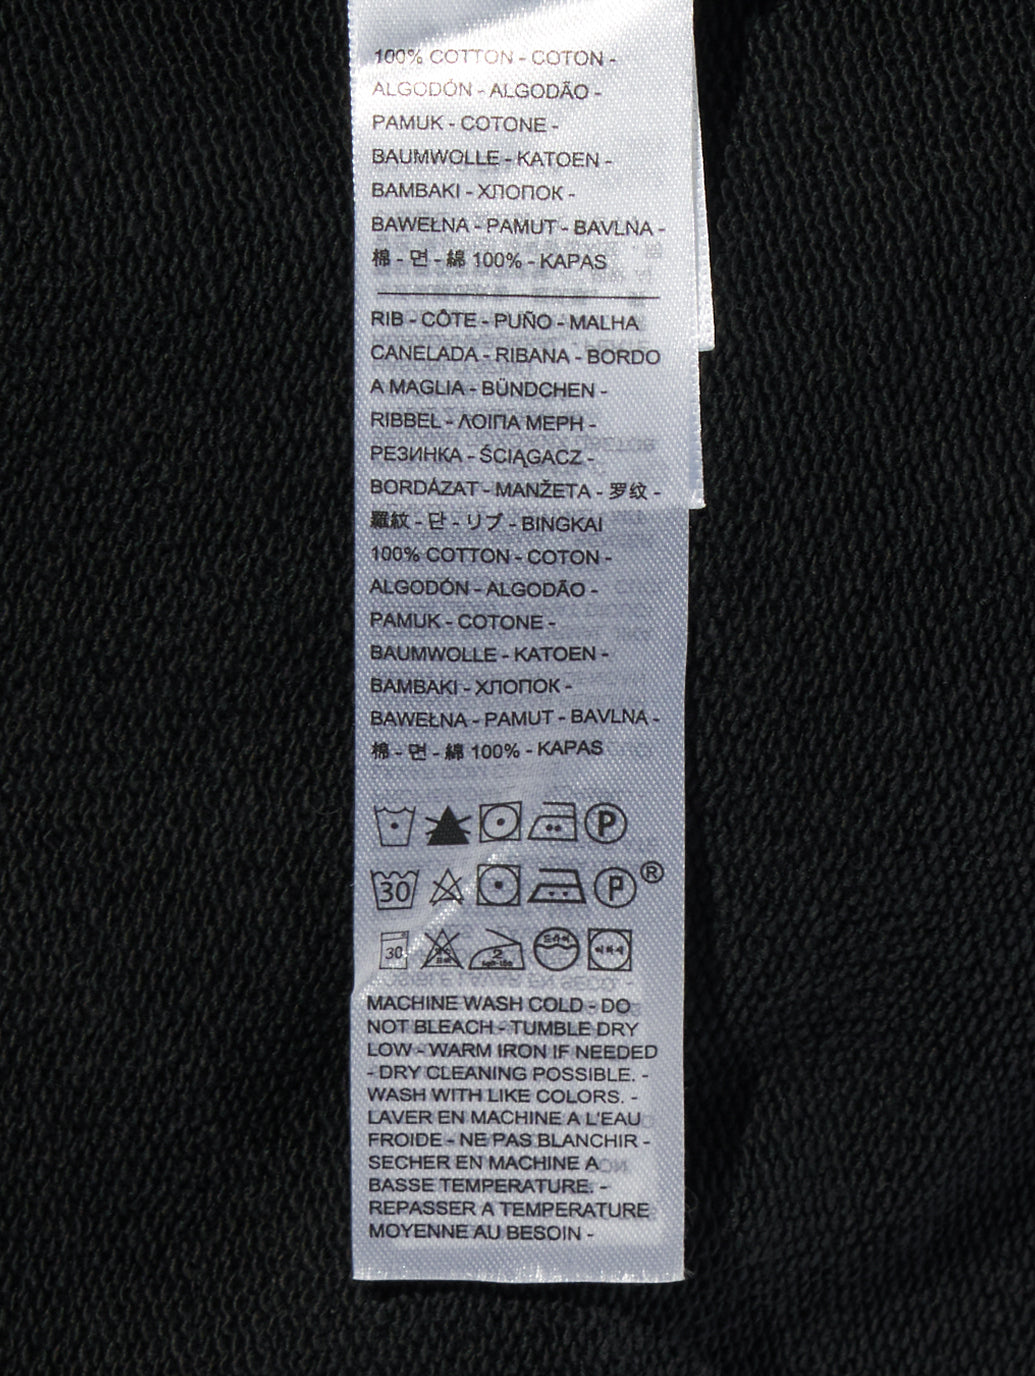 100% COTTON - COTON -
ALGODÓN - ALGODÃO -
PAMUK - COTONE -
BAUMWOLLE - KATOEN -
BAMBAKI - ХЛОПОК -
BAWEŁNA - PAMUT - BAVLNA -
棉 - 면 - 綿 100% - KAPAS
RIB - CÔTE - PUÑO - MALHA
CANELADA - RIBANA - BORDO
A MAGLIA - BÜNDCHEN -
RIBBEL - ΛΟΙΠΑ ΜΕΡΗ -
РЕЗИНКА - ŚCIĄGACZ -
BORDÁZAT - MANŽETA - 罗纹 -
羅紋 - 단 - リブ - BINGKAI
100% COTTON - COTON -
ALGODÓN - ALGODÃO -
PAMUK - COTONE -
BAUMWOLLE - KATOEN -
BAMBAKI - ХЛОПОК -
BAWEŁNA - PAMUT - BAVLNA -
棉 - 면 - 綿 100% - KAPAS
P
30 P ®
30 2
MACHINE WASH COLD - DO
NOT BLEACH - TUMBLE DRY
LOW - WARM IRON IF NEEDED
- DRY CLEANING POSSIBLE. -
WASH WITH LIKE COLORS. -
LAVER EN MACHINE A L'EAU
FROIDE - NE PAS BLANCHIR -
SECHER EN MACHINE A
BASSE TEMPERATURE. -
REPASSER A TEMPERATURE
MOYENNE AU BESOIN -